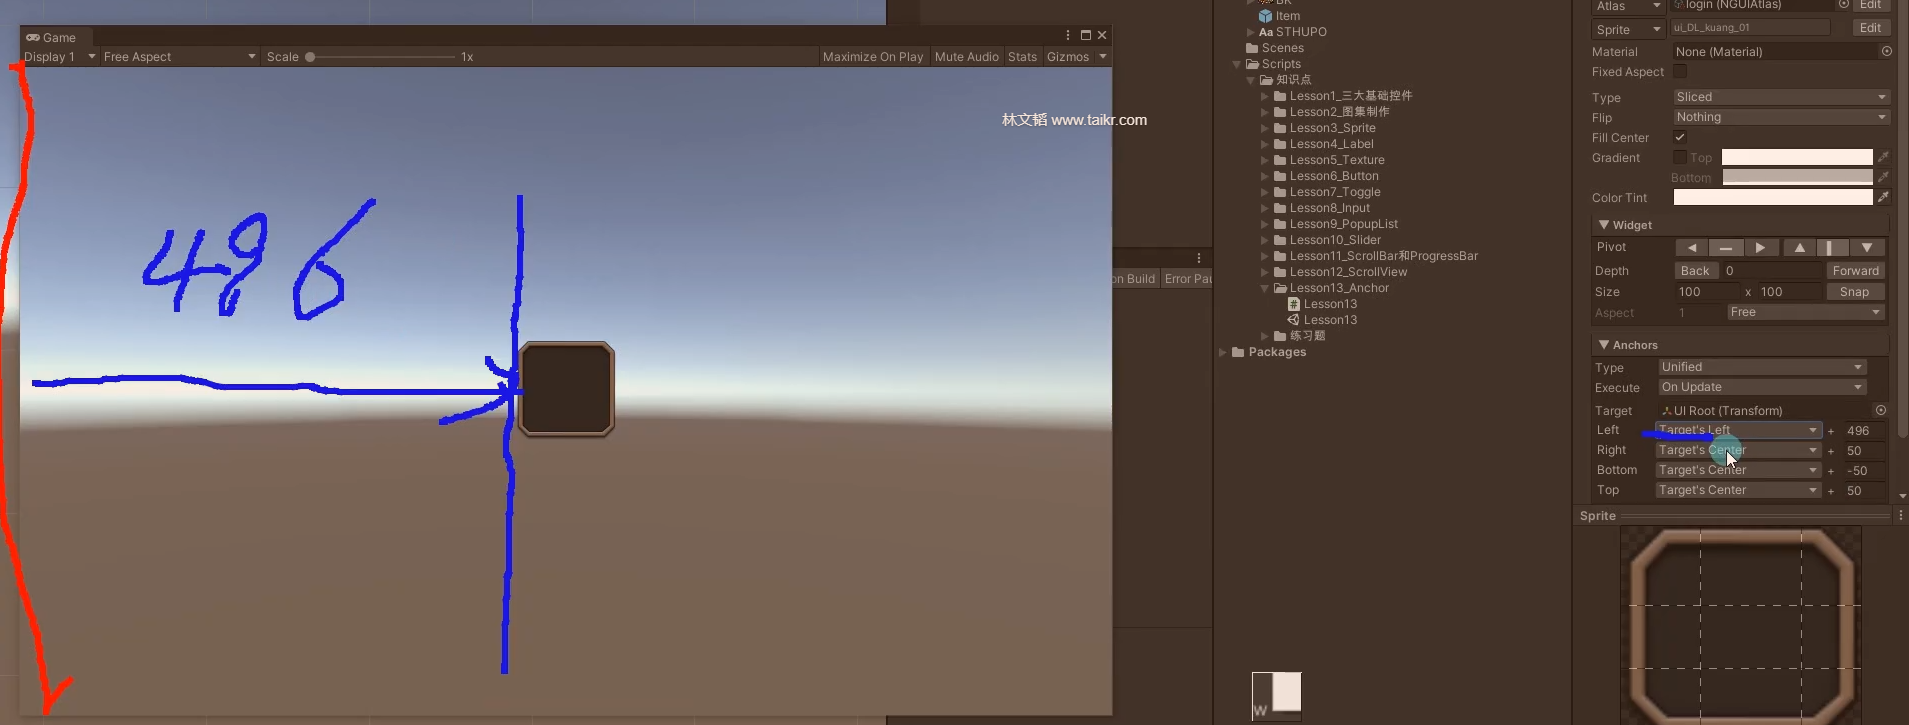 BK
Item
Aa STHUPO
Scenes
Scripts
知识点
Lesson1_三大基础控件
Lesson2_图集制作
Lesson3_Sprite
Lesson4_Label
Lesson5_Texture
Lesson6_Button
Lesson7_Toggle
Lesson8_Input
Lesson9_PopupList
Lesson10_Slider
Lesson11_ScrollBar和ProgressBar
Lesson12_ScrollView
Lesson13_Anchor
Lesson13
Lesson13
练习题
Packages
Game
Display 1 Free Aspect Scale 1x Maximize On Play Mute Audio Stats Gizmos
林文韬 www.taikr.com
496
on Build Error Pau
W
Atlas login (NGUIAtlas) Edit
Sprite ui_DL_kuang_01 Edit
Material None (Material)
Fixed Aspect
Type Sliced
Flip Nothing
Fill Center
Gradient Top
Bottom
Color Tint
Widget
Pivot
Depth Back 0 Forward
Size 100 x 100 Snap
Aspect 1 Free
Anchors
Type Unified
Execute On Update
Target UI Root (Transform)
Left Target's Left + 496
Right Target's Center + 50
Bottom Target's Center + -50
Top Target's Center + 50
Sprite